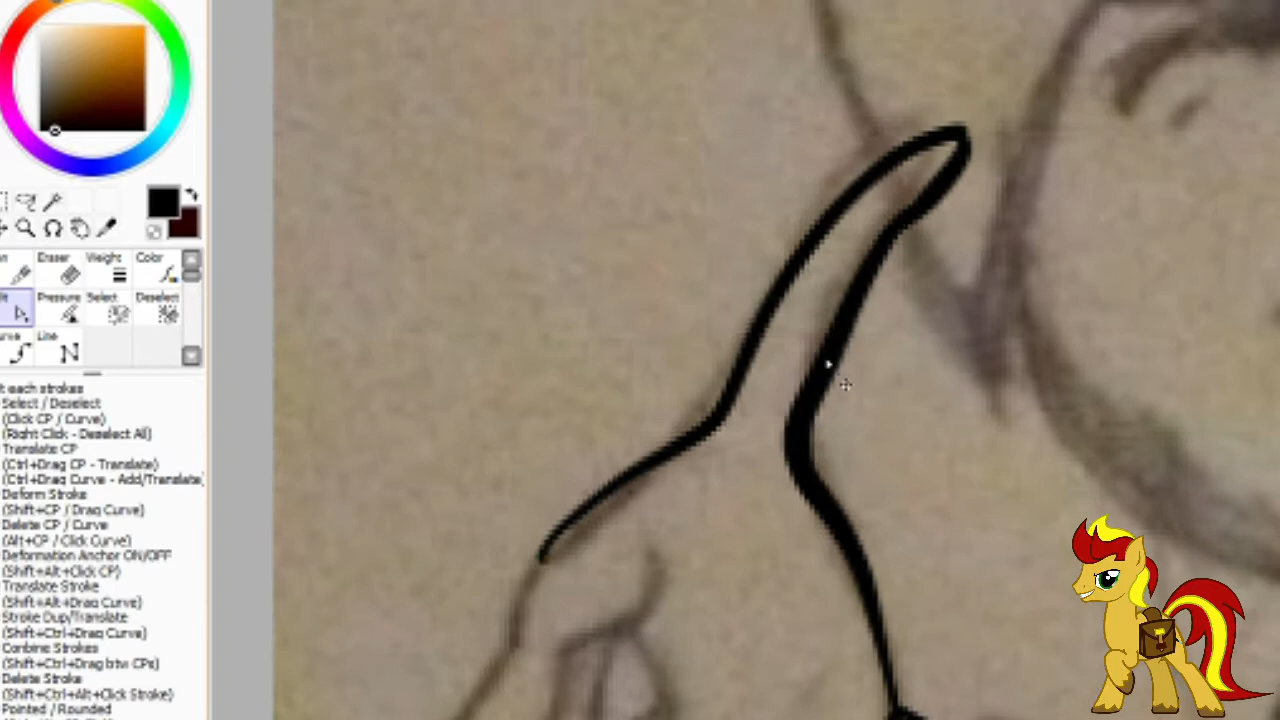 Eraser Weight Color
Pressure Select Deselect
Line
t each strokes
Select / Deselect
(Click CP / Curve)
(Right Click - Deselect All)
Translate CP
(Ctrl+Drag CP - Translate)
(Ctrl+Drag Curve - Add/Translate)
Deform Stroke
(Shift+CP / Drag Curve)
Delete CP / Curve
(Alt+CP / Click Curve)
Deformation Anchor ON/OFF
(Shift+Alt+Click CP)
Translate Stroke
(Shift+Alt+Drag Curve)
Stroke Dup/Translate
(Shift+Ctrl+Drag Curve)
Combine Strokes
(Shift+Ctrl+Drag btw CPs)
Delete Stroke
(Shift+Ctrl+Alt+Click Stroke)
Pointed / Rounded